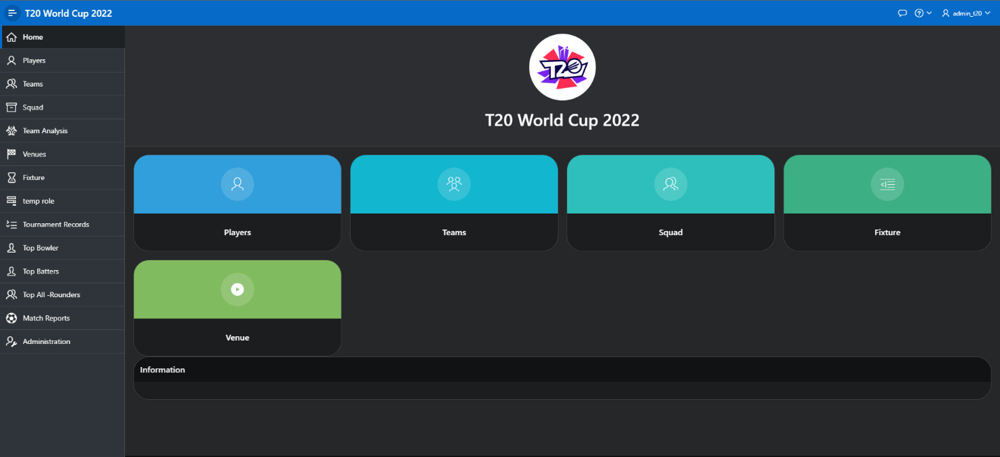 T20 World Cup 2022
admin_t20
Home
Players
Teams
Squad
Team Analysis
Venues
Fixture
temp role
Tournament Records
Top Bowler
Top Batters
Top All -Rounders
Match Reports
Administration
T20
T20 World Cup 2022
Players
Teams
Squad
Fixture
Venue
Information